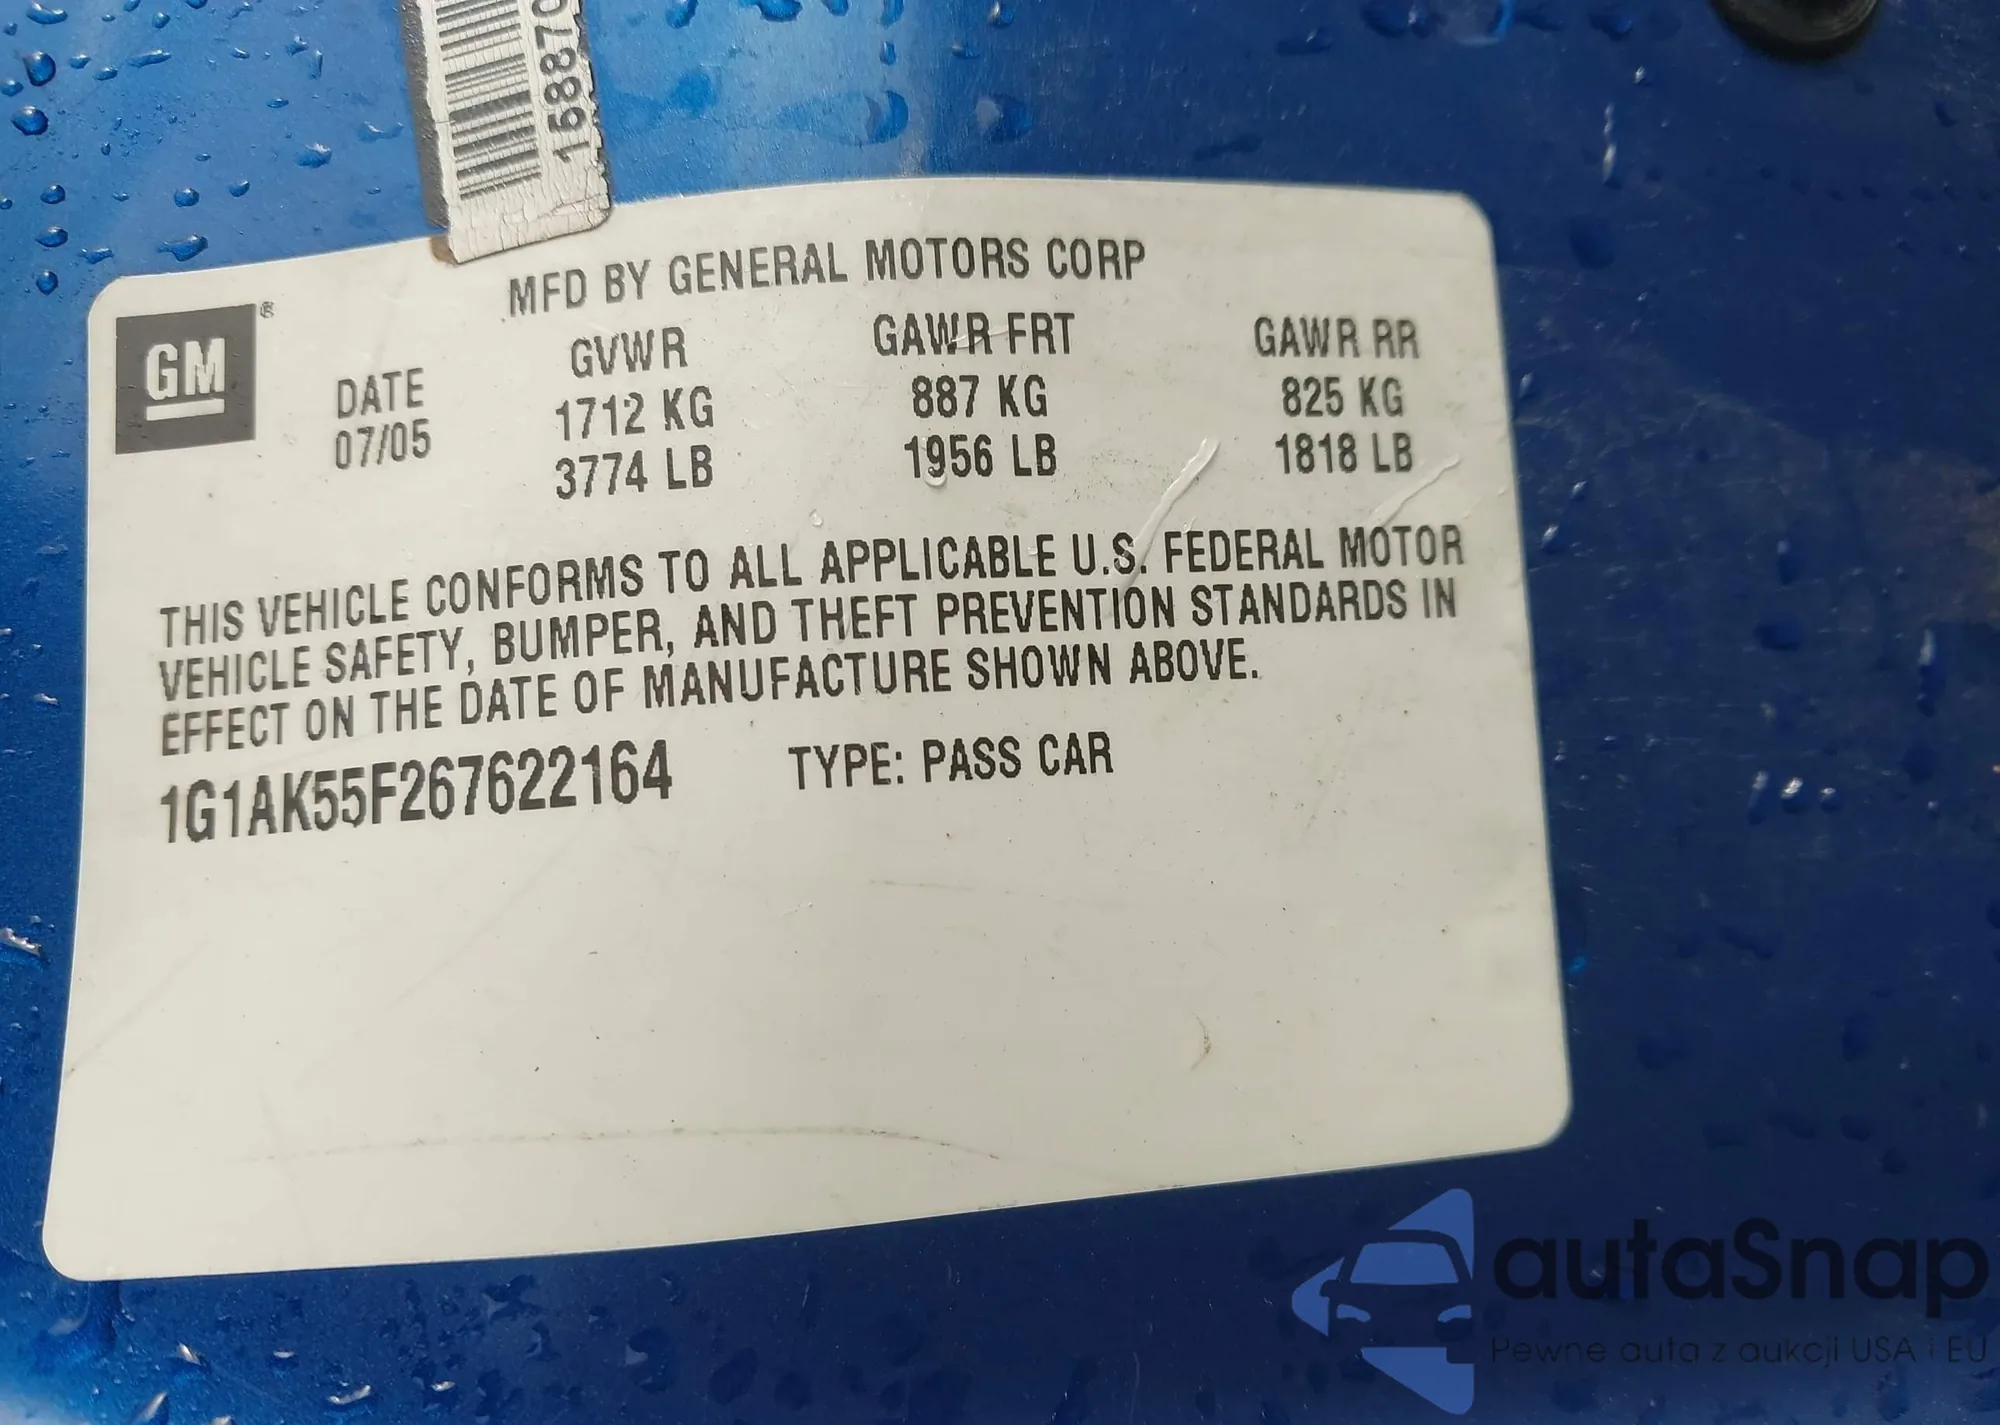 15887
MFD BY GENERAL MOTORS CORP
GM
®
DATE
07/05
GVWR
1712 KG
3774 LB
GAWR FRT
887 KG
1956 LB
GAWR RR
825 KG
1818 LB
THIS VEHICLE CONFORMS TO ALL APPLICABLE U.S. FEDERAL MOTOR
VEHICLE SAFETY, BUMPER, AND THEFT PREVENTION STANDARDS IN
EFFECT ON THE DATE OF MANUFACTURE SHOWN ABOVE.
1G1AK55F267622164 TYPE: PASS CAR
autaSnap
Pewne auta z aukcji USA i EU